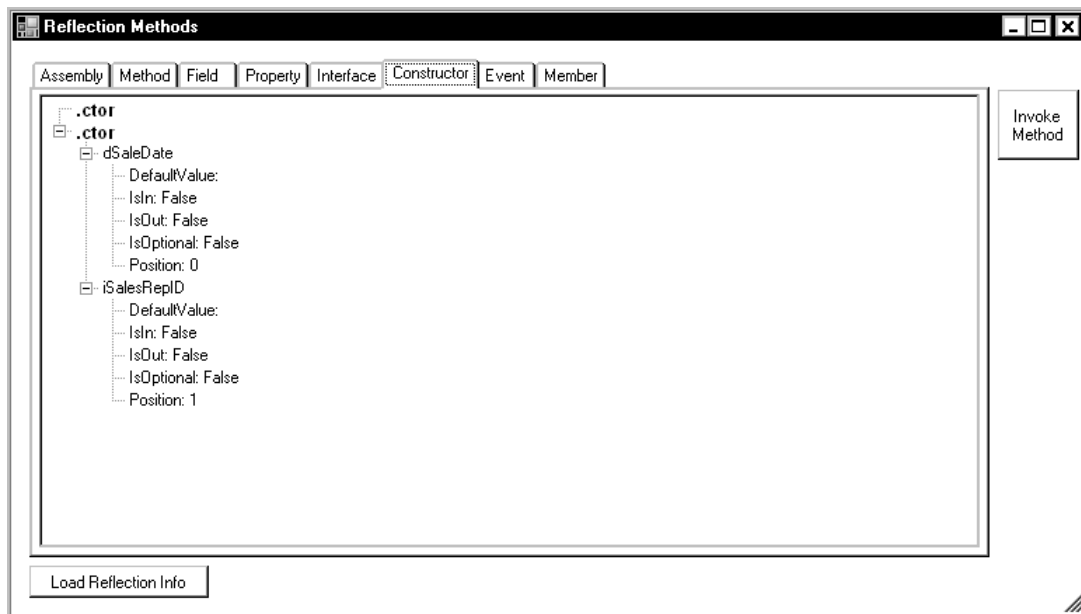 Reflection Methods
Assembly Method Field Property Interface Constructor Event Member
.ctor
.ctor
dSaleDate
DefaultValue:
IsIn: False
IsOut: False
IsOptional: False
Position: 0
iSalesRepID
DefaultValue:
IsIn: False
IsOut: False
IsOptional: False
Position: 1
Invoke
Method
Load Reflection Info